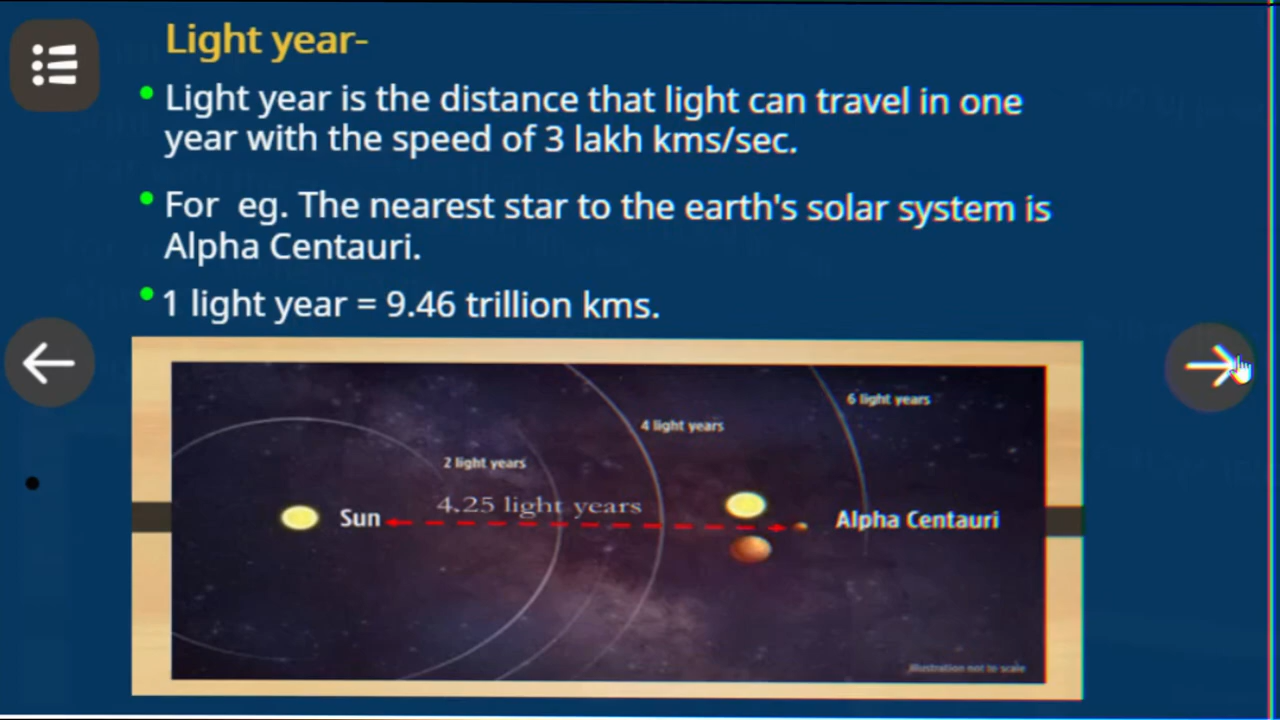 Light year-
Light year is the distance that light can travel in one
year with the speed of 3 lakh kms/sec.
For eg. The nearest star to the earth's solar system is
Alpha Centauri.
1 light year = 9.46 trillion kms.
6 light years
4 light years
2 light years
4.25 light years
Sun
Alpha Centauri
Illustration not to scale